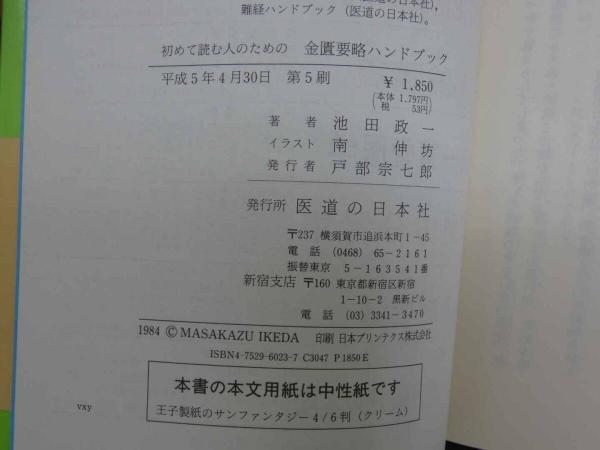 難経ハンドブック（医道の日本社）。
初めて読む人のための　金匱要略ハンドブック
平成5年4月30日　第5刷　¥ 1,850
（本体 1,797円
税 53円）
著　者　池田政一
イラスト　南　伸坊
発行者　戸部宗七郎
発行所　医道の日本社
〒237 横須賀市追浜本町1-45
電　話（0468）65-2161
振替東京　5-163541番
新宿支店　〒160 東京都新宿区新宿
1-10-2　黒新ビル
電　話（03）3341-3470
1984 © MASAKAZU IKEDA　印刷 日本プリンテクス株式会社
ISBN4-7529-6023-7 C3047 P1850E
本書の本文用紙は中性紙です
王子製紙のサンファンタジー4/6判（クリーム）
vxy